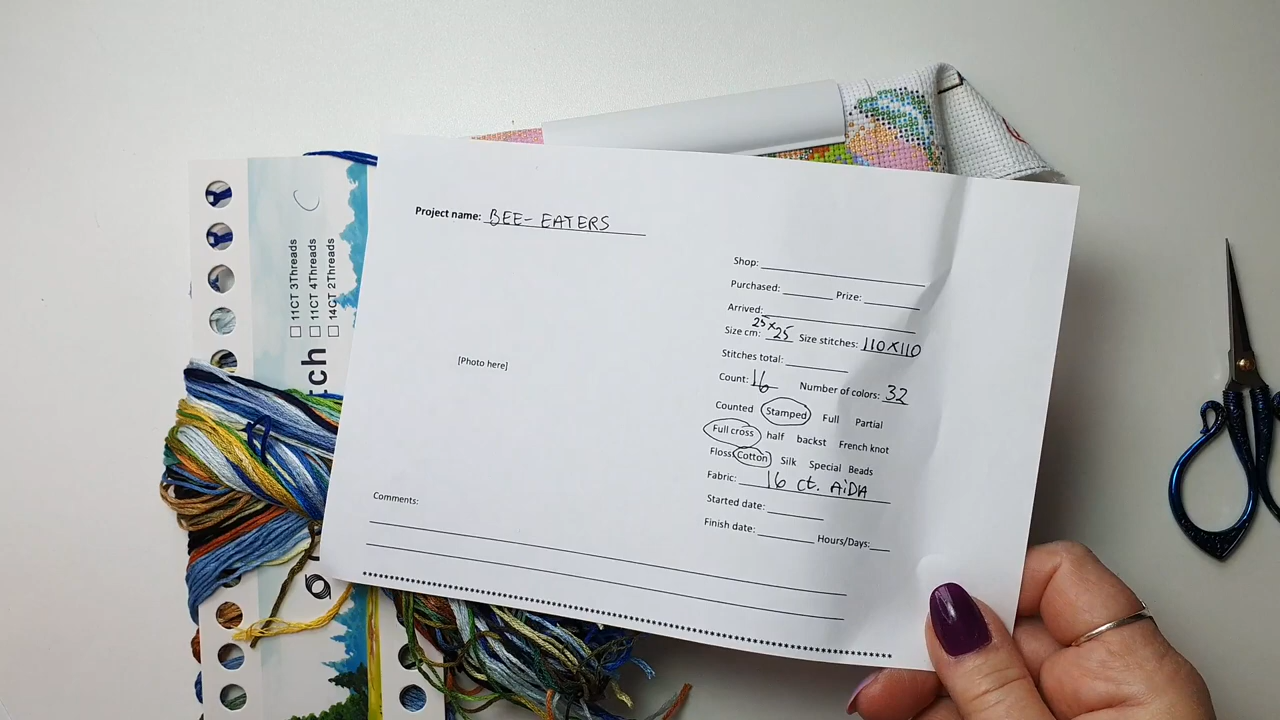 Project name: BEE-EATERS
Shop:
Purchased: Prize:
Arrived:
Size cm: 25x25 Size stitches: 110x110
Stitches total:
Count: 16 Number of colors: 32
Counted Stamped Full Partial
Full cross half backst French knot
Floss Cotton Silk Special Beads
Fabric: 16 ct. AiDA
Started date:
Finish date: Hours/Days:
[Photo here]
Comments:
11CT 3Threads
11CT 4Threads
14CT 2Threads
C
tch